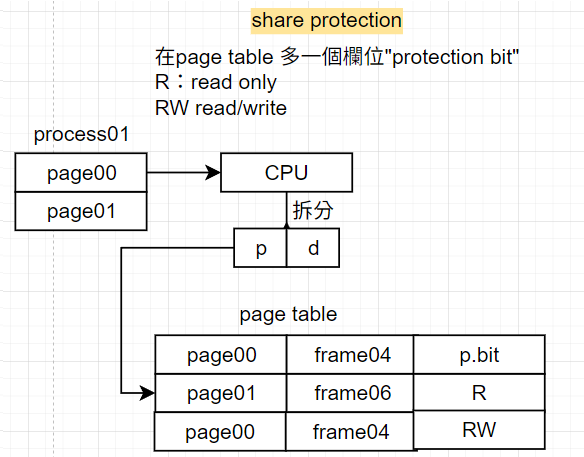 share protection
在page table 多一個欄位"protection bit"
R：read only
RW read/write
process01
page00
CPU
page01
拆分
p d
page table
page00 frame04 p.bit
page01 frame06 R
page00 frame04 RW